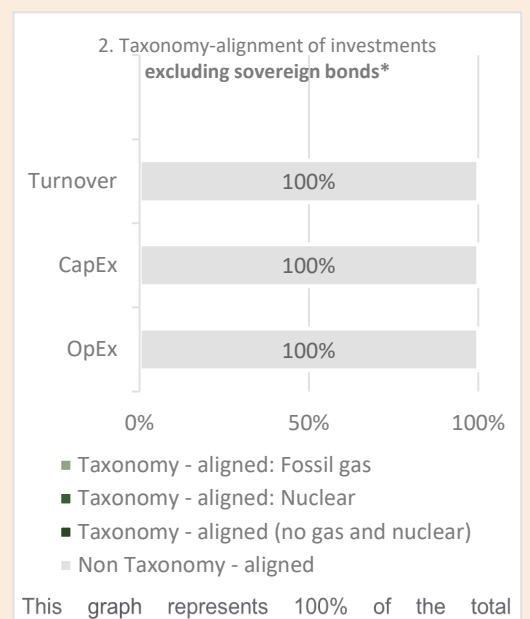 2. Taxonomy-alignment of investments
excluding sovereign bonds*
Turnover
100%
CapEx
100%
OpEx
100%
0%
50%
100%
Taxonomy - aligned: Fossil gas
Taxonomy - aligned: Nuclear
Taxonomy - aligned (no gas and nuclear)
Non Taxonomy - aligned
This graph represents 100% of the total